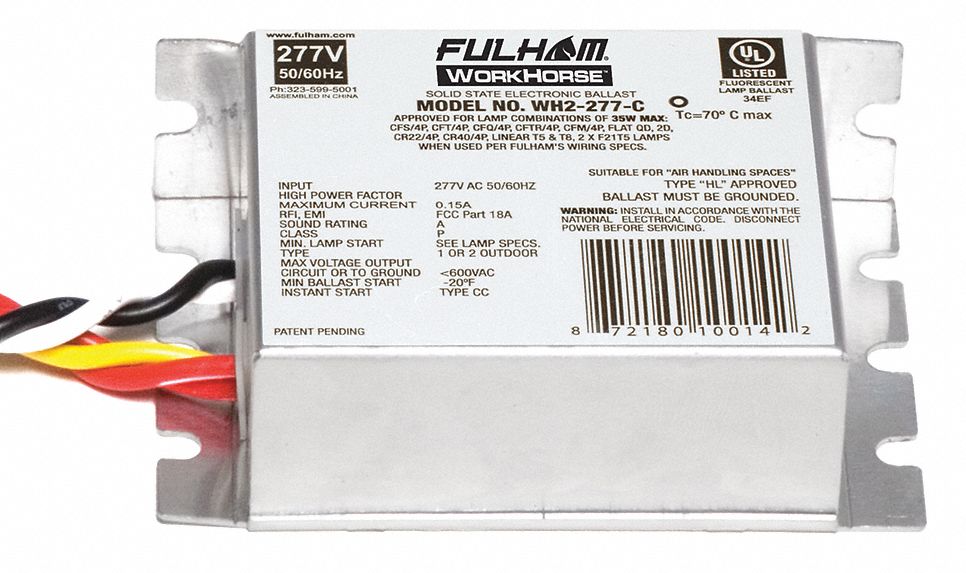 www.fulham.com
277V
50/60Hz
Ph:323-599-5001
ASSEMBLED IN CHINA
FULHAM®
WORKHORSE™
SOLID STATE ELECTRONIC BALLAST
MODEL NO. WH2-277-C
APPROVED FOR LAMP COMBINATIONS OF 35W MAX:
CFS/4P, CFT/4P, CFQ/4P, CFTR/4P, CFM/4P, FLAT QD, 2D,
CR22/4P, CR40/4P, LINEAR T5 & T8, 2 X F21T5 LAMPS
WHEN USED PER FULHAM'S WIRING SPECS.
UL
®
LISTED
FLUORESCENT
LAMP BALLAST
34EF
Tc=70° C max
INPUT 277V AC 50/60HZ
HIGH POWER FACTOR
MAXIMUM CURRENT 0.15A
RFI, EMI FCC Part 18A
SOUND RATING A
CLASS P
MIN. LAMP START SEE LAMP SPECS.
TYPE 1 OR 2 OUTDOOR
MAX VOLTAGE OUTPUT
CIRCUIT OR TO GROUND <600VAC
MIN BALLAST START -20°F
INSTANT START TYPE CC
PATENT PENDING
SUITABLE FOR "AIR HANDLING SPACES"
TYPE "HL" APPROVED
BALLAST MUST BE GROUNDED.
WARNING: INSTALL IN ACCORDANCE WITH THE
NATIONAL ELECTRICAL CODE. DISCONNECT
POWER BEFORE SERVICING.
8 72180 10014 2